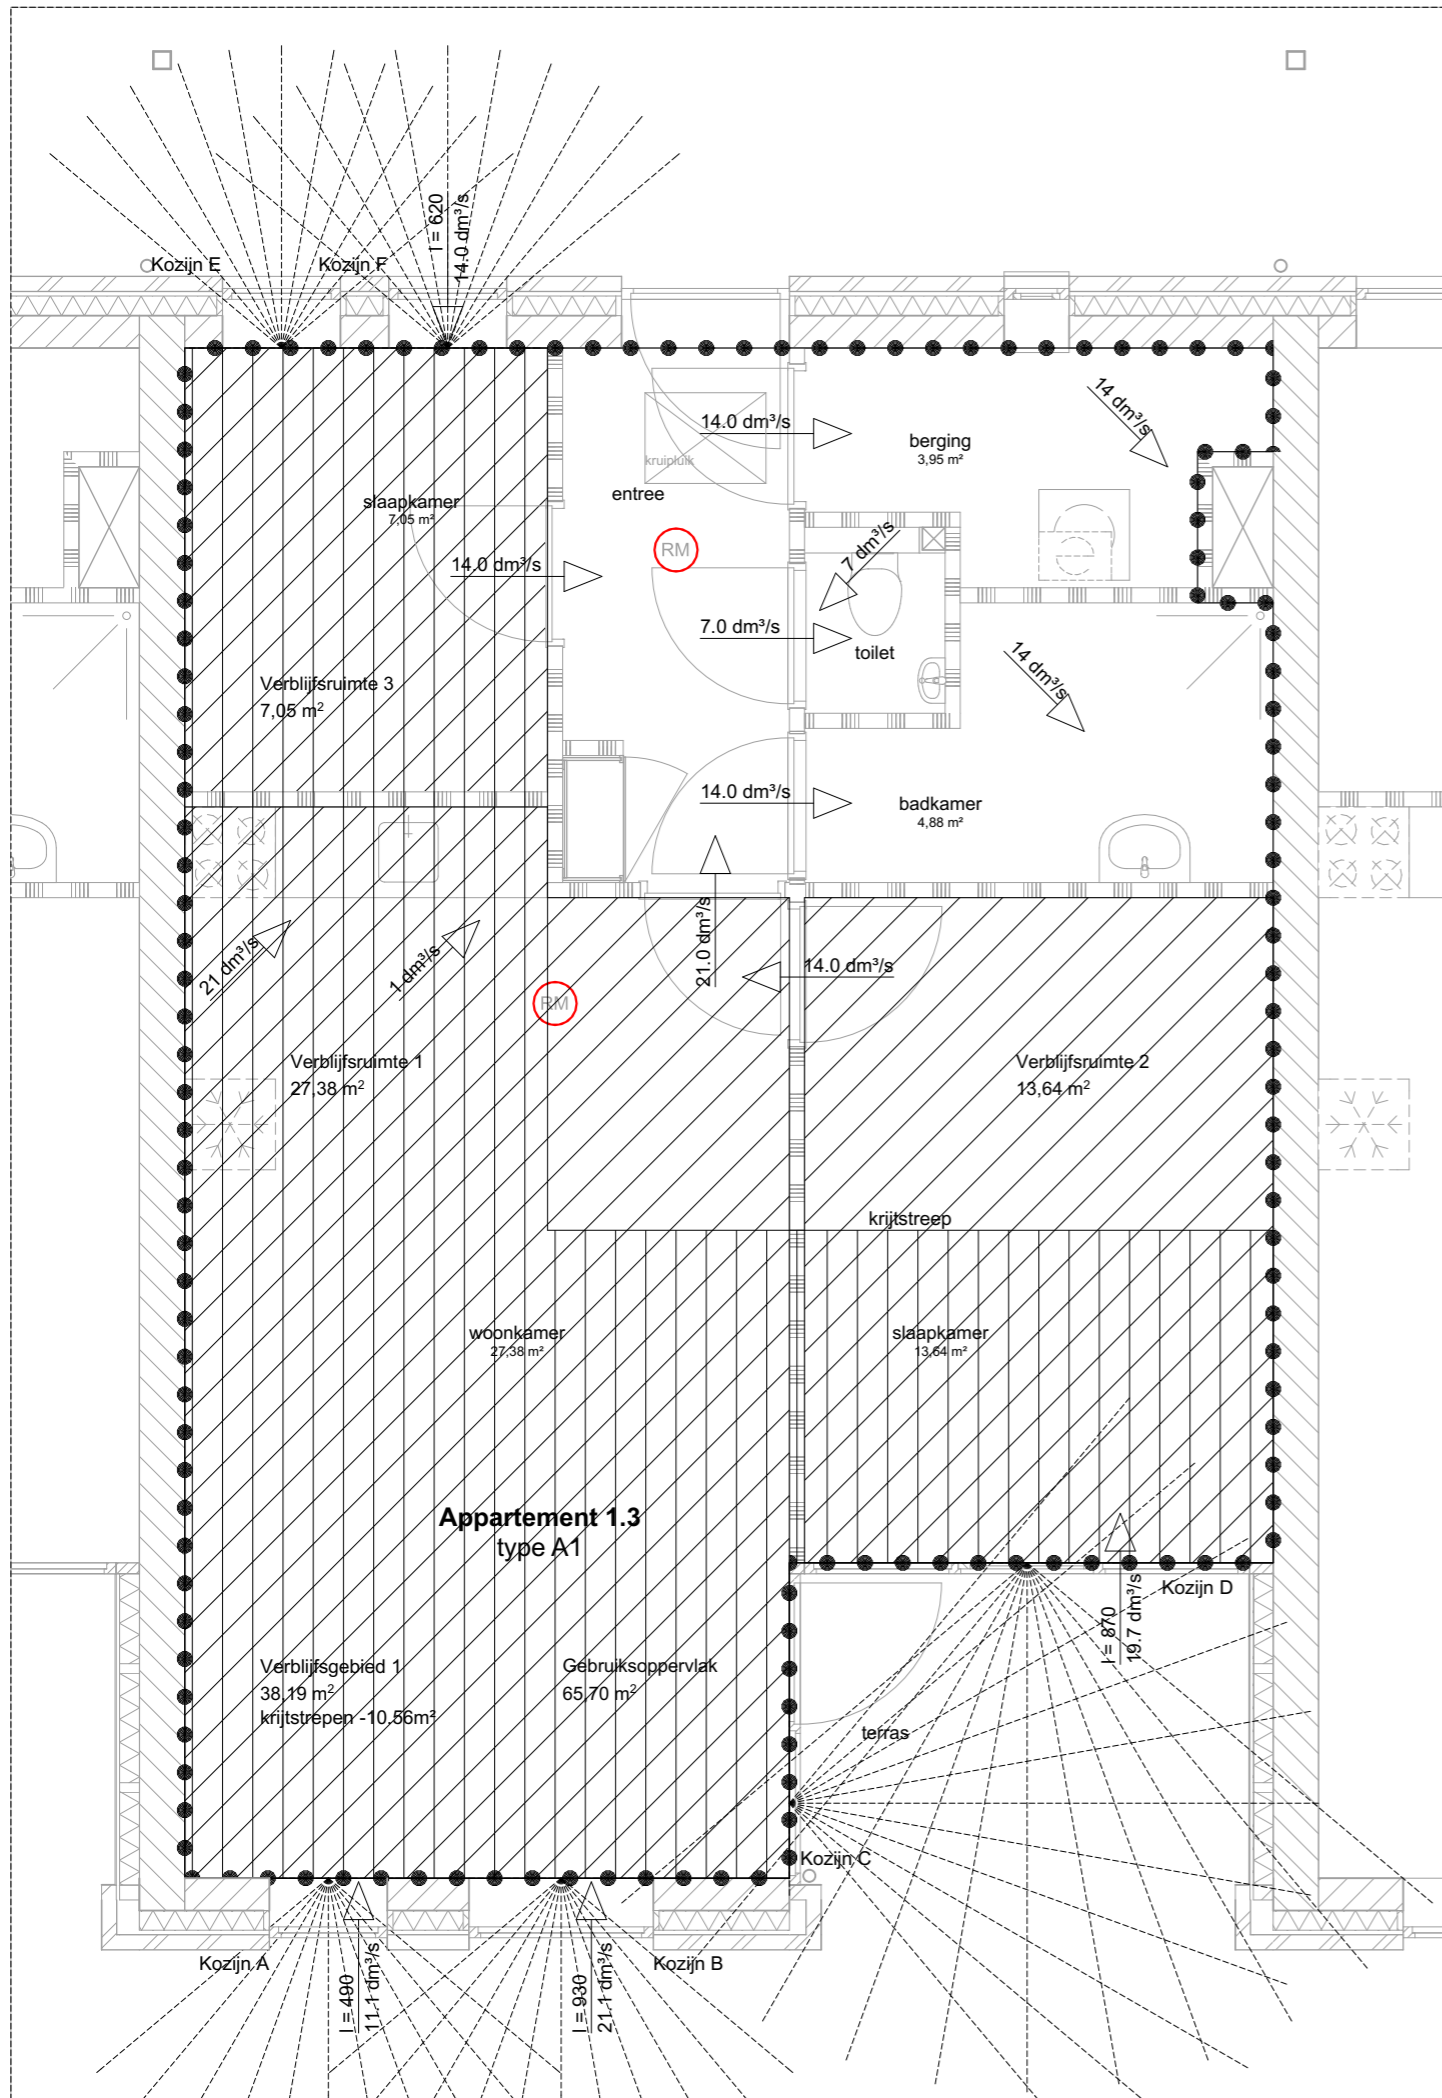 l = 620
14.0 dm³/s
Kozijn E
Kozijn F
14.0 dm³/s
14 dm³/s
berging
3,95 m²
kruipluik
entree
slaapkamer
7,05 m²
RM
7 dm³/s
14.0 dm³/s
7.0 dm³/s
toilet
14 dm³/s
Verblijfsruimte 3
7,05 m²
14.0 dm³/s
badkamer
4,88 m²
21.0 dm³/s
21 dm³/s
1 dm³/s
14.0 dm³/s
RM
Verblijfsruimte 1
27,38 m²
Verblijfsruimte 2
13,64 m²
krijtstreep
woonkamer
27,38 m²
slaapkamer
13,64 m²
Appartement 1.3
type A1
Kozijn D
l = 870
19.7 dm³/s
Verblijfsgebied 1
38,19 m²
krijtstrepen -10.56m²
Gebruiksoppervlak
65,70 m²
terras
Kozijn C
Kozijn A
Kozijn B
l = 490
11.1 dm³/s
l = 930
21.1 dm³/s